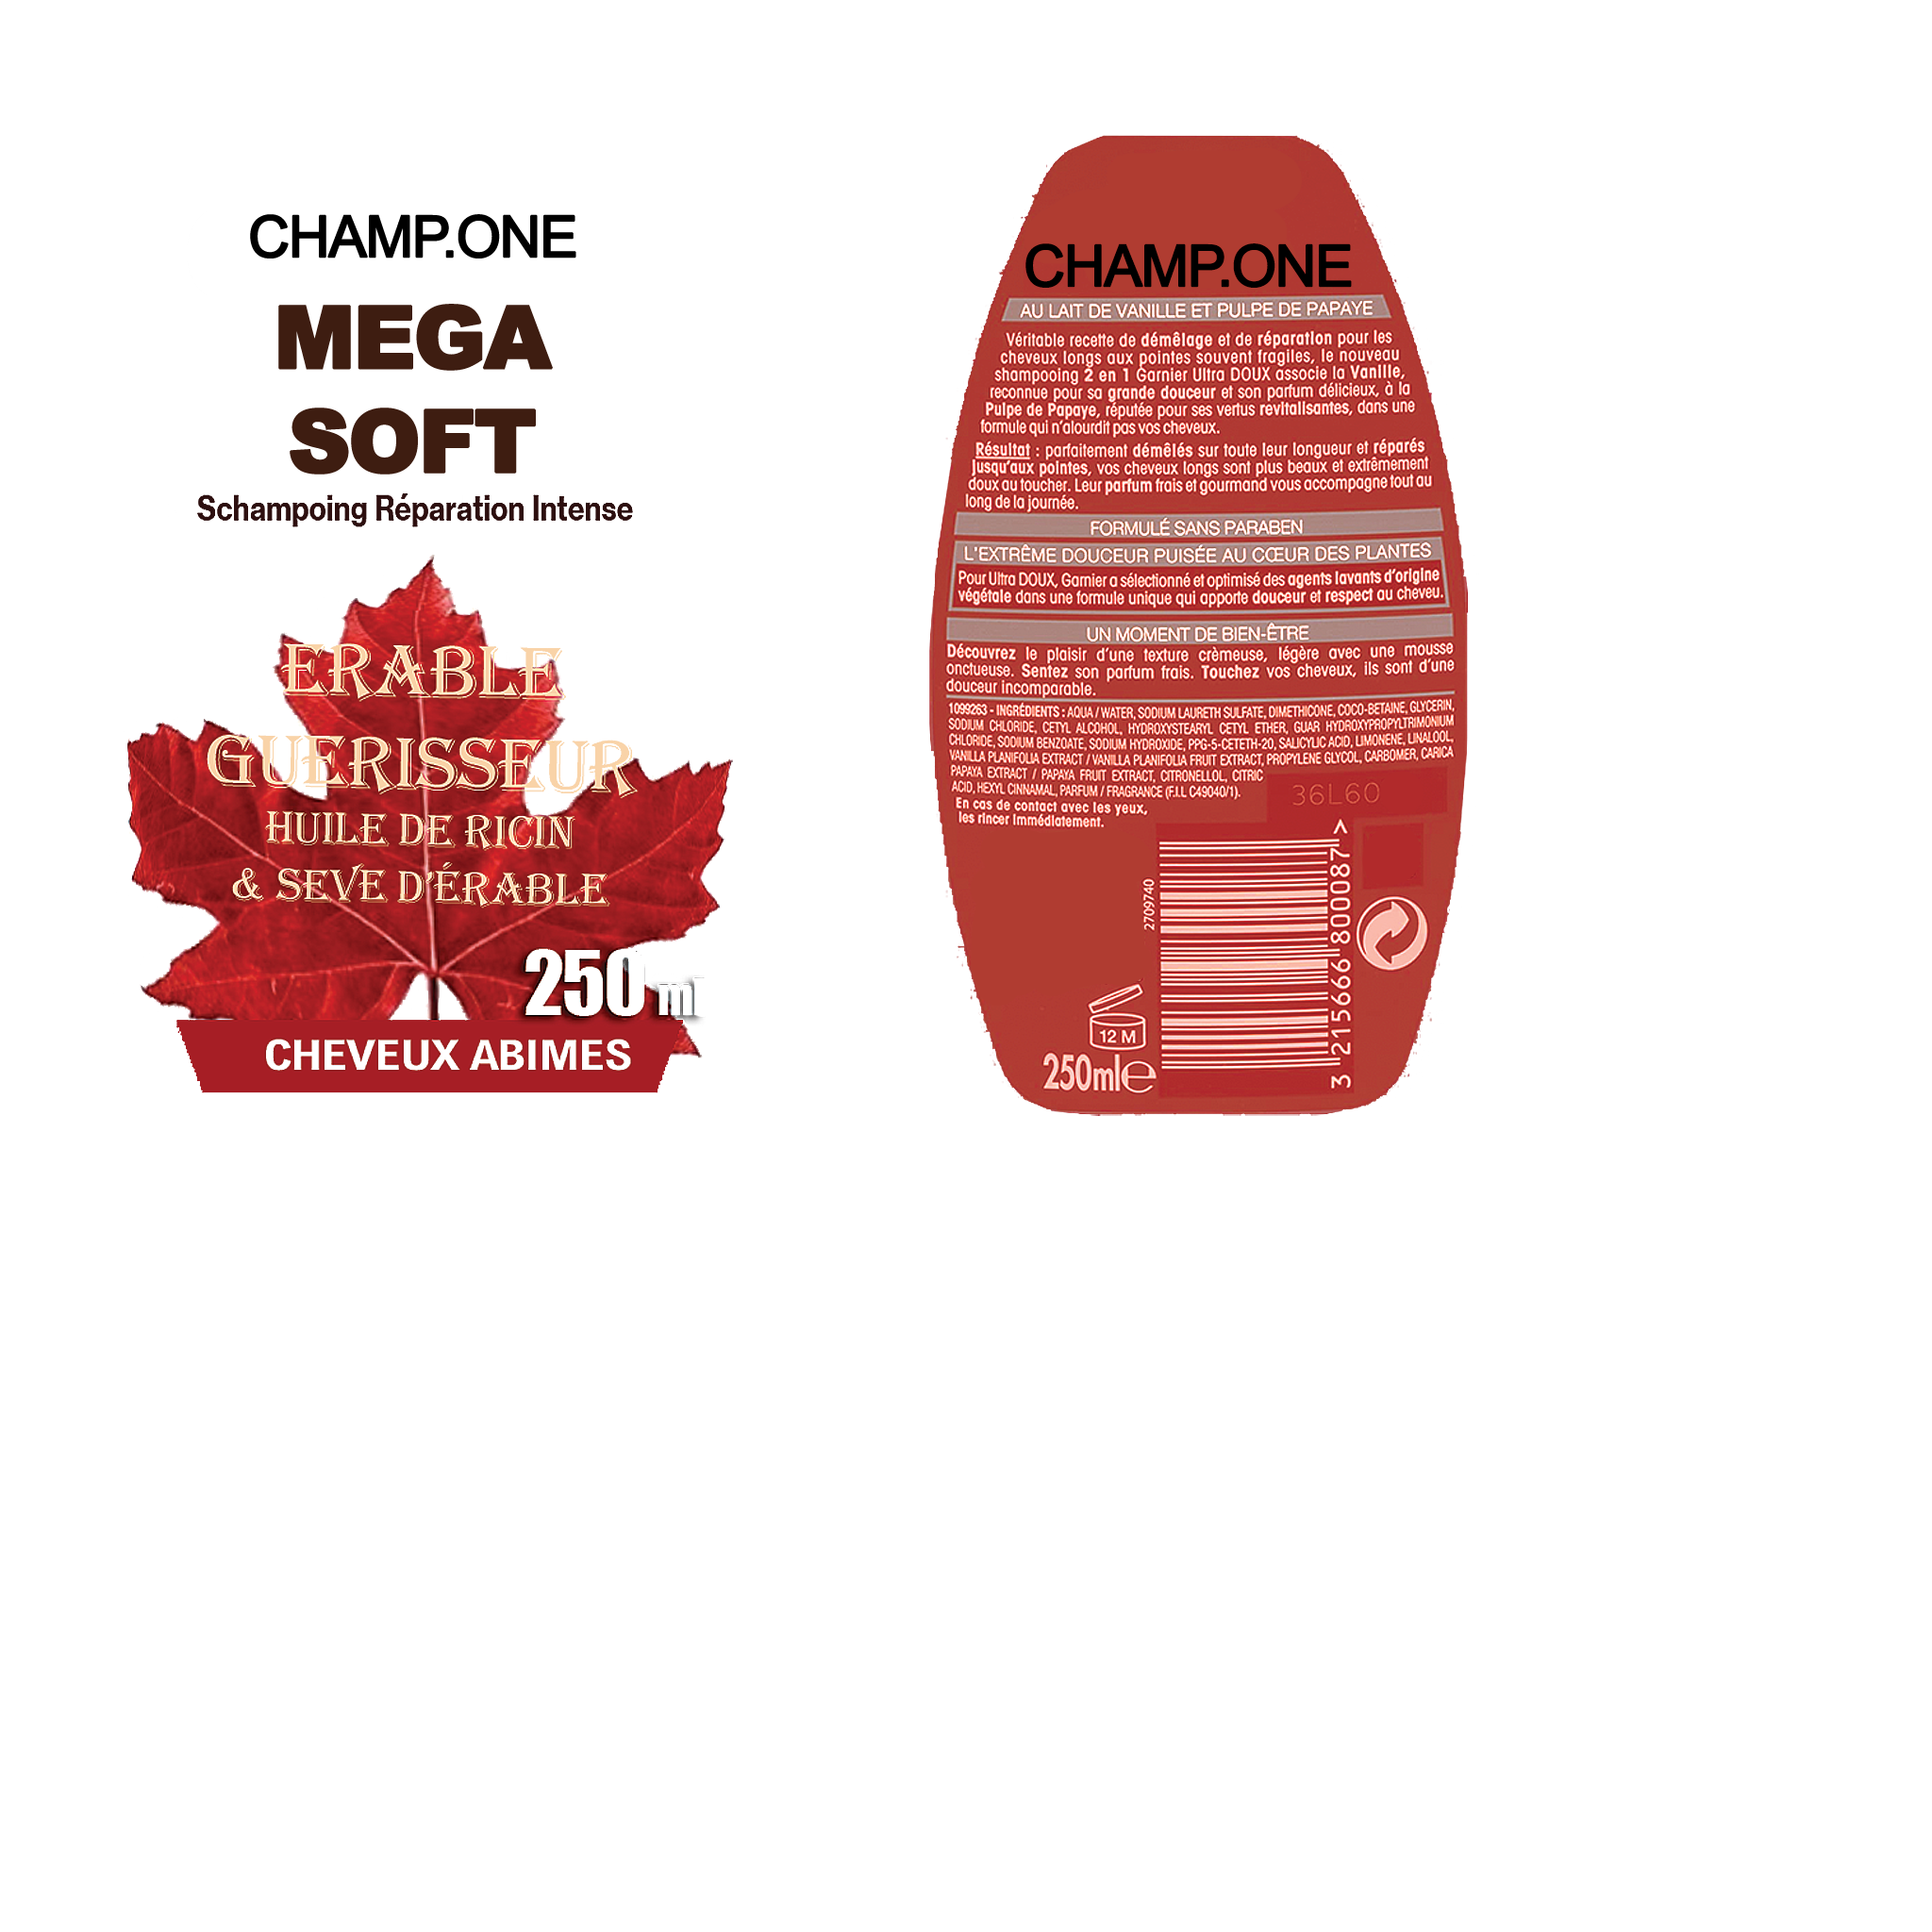 CHAMP.ONE
MEGA
SOFT
Schampoing Réparation Intense
ERABLE
GUERISSEUR
HUILE DE RICIN
& SEVE D'ÉRABLE
250 m
CHEVEUX ABIMES
CHAMP.ONE
AU LAIT DE VANILLE ET PULPE DE PAPAYE
Véritable recette de démêlage et de réparation pour les
cheveux longs aux pointes souvent fragiles, le nouveau
shampooing 2 en 1 Garnier Ultra DOUX associe la Vanille,
reconnue pour sa grande douceur et son parfum délicieux, à la
Pulpe de Papaye, réputée pour ses vertus revitalisantes, dans une
formule qui n'alourdit pas vos cheveux.
Résultat : parfaitement démêlés sur toute leur longueur et réparés
jusqu'aux pointes, vos cheveux longs sont plus beaux et extrêmement
doux au toucher. Leur parfum frais et gourmand vous accompagne tout au
long de la journée.
FORMULÉ SANS PARABEN
L'EXTRÊME DOUCEUR PUISÉE AU CŒUR DES PLANTES
Pour Ultra DOUX, Garnier a sélectionné et optimisé des agents lavants d'origine
végétale dans une formule unique qui apporte douceur et respect au cheveu.
UN MOMENT DE BIEN-ÊTRE
Découvrez le plaisir d'une texture crèmeuse, légère avec une mousse
onctueuse. Sentez son parfum frais. Touchez vos cheveux, ils sont d'une
douceur incomparable.
1099263 - INGRÉDIENTS : AQUA / WATER, SODIUM LAURETH SULFATE, DIMETHICONE, COCO-BETAINE, GLYCERIN,
SODIUM CHLORIDE, CETYL ALCOHOL, HYDROXYSTEARYL CETYL ETHER, GUAR HYDROXYPROPYLTRIMONIUM
CHLORIDE, SODIUM BENZOATE, SODIUM HYDROXIDE, PPG-5-CETETH-20, SALICYLIC ACID, LIMONENE, LINALOOL,
VANILLA PLANIFOLIA EXTRACT / VANILLA PLANIFOLIA FRUIT EXTRACT, PROPYLENE GLYCOL, CARBOMER, CARICA
PAPAYA EXTRACT / PAPAYA FRUIT EXTRACT, CITRONELLOL, CITRIC
ACID, HEXYL CINNAMAL, PARFUM / FRAGRANCE (F.I.L C49040/1).
36L60
En cas de contact avec les yeux,
les rincer immédiatement.
2709740
3 215666 800087 >
12 M
250ml e